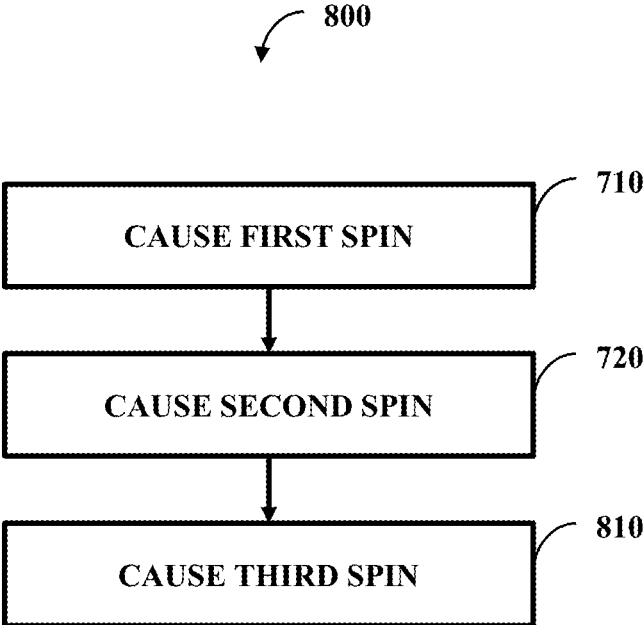 800
710
CAUSE FIRST SPIN
720
CAUSE SECOND SPIN
810
CAUSE THIRD SPIN